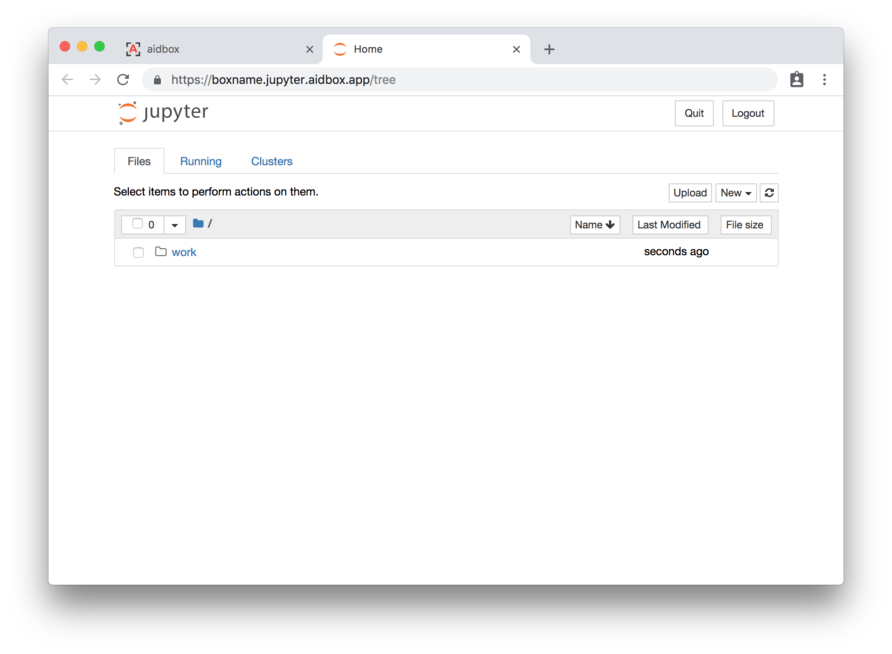 aidbox Home
https://boxname.jupyter.aidbox.app/tree
jupyter Quit Logout
Files Running Clusters
Select items to perform actions on them. Upload New
0 / Name Last Modified File size
work seconds ago